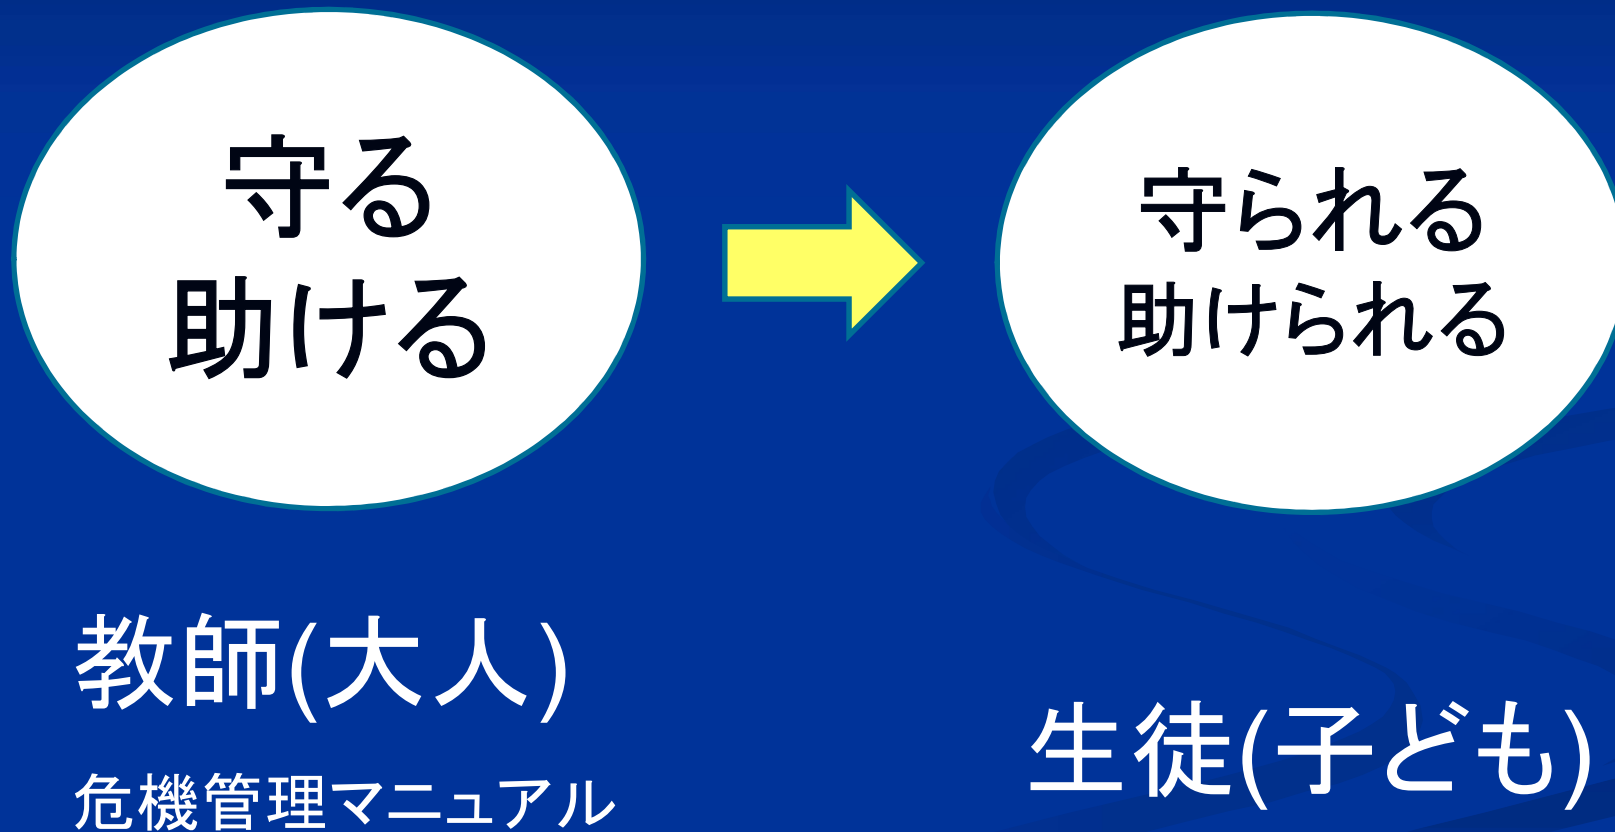 守る
助ける
守られる
助けられる
教師(大人)
危機管理マニュアル
生徒(子ども)